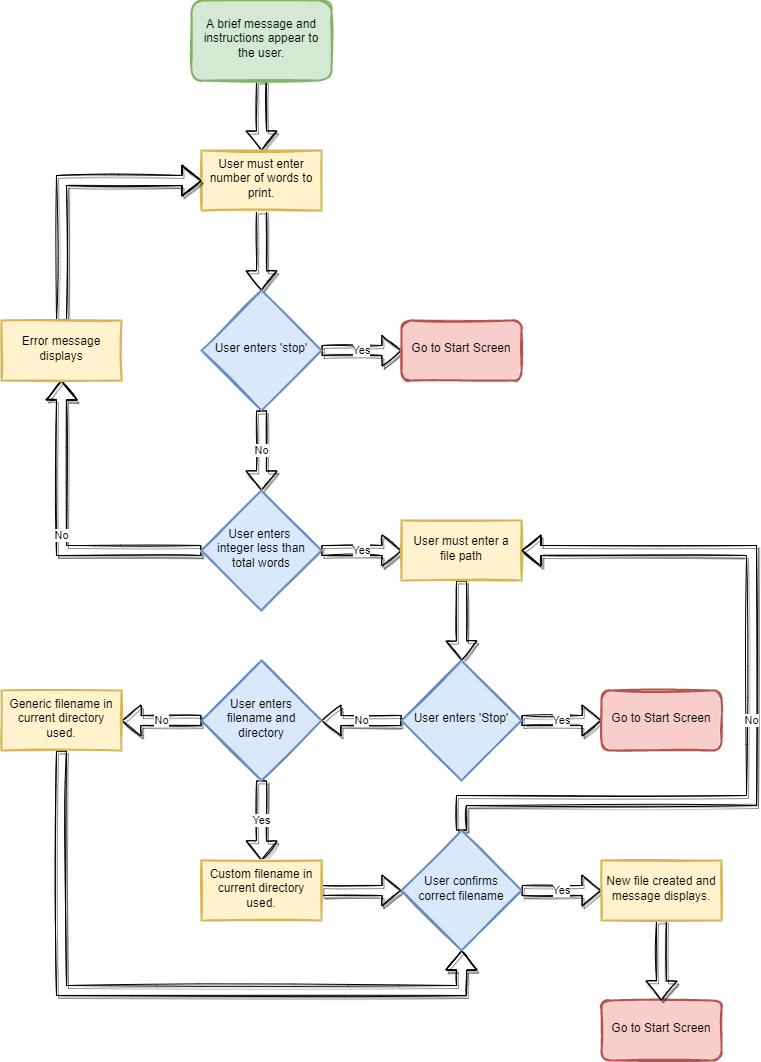 A brief message and
instructions appear to
the user.
User must enter
number of words to
print.
User enters 'stop'
Yes
Go to Start Screen
Error message
displays
No
No
User enters
integer less than
total words
Yes
User must enter a
file path
Generic filename in
current directory
used.
No
User enters
filename and
directory
No
User enters 'Stop'
Yes
Go to Start Screen
No
Yes
Custom filename in
current directory
used.
User confirms
correct filename
Yes
New file created and
message displays.
Go to Start Screen